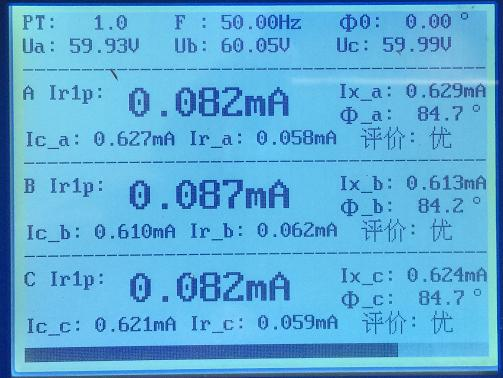 PT: 1.0 F : 50.00Hz Φ0: 0.00 °
Ua: 59.93V Ub: 60.05V Uc: 59.99V
A Ir1p: 0.082mA Ix_a: 0.629mA
Φ_a: 84.7 °
Ic_a: 0.627mA Ir_a: 0.058mA 评价: 优
B Ir1p: 0.087mA Ix_b: 0.613mA
Φ_b: 84.2 °
Ic_b: 0.610mA Ir_b: 0.062mA 评价: 优
C Ir1p: 0.082mA Ix_c: 0.624mA
Φ_c: 84.7 °
Ic_c: 0.621mA Ir_c: 0.059mA 评价: 优